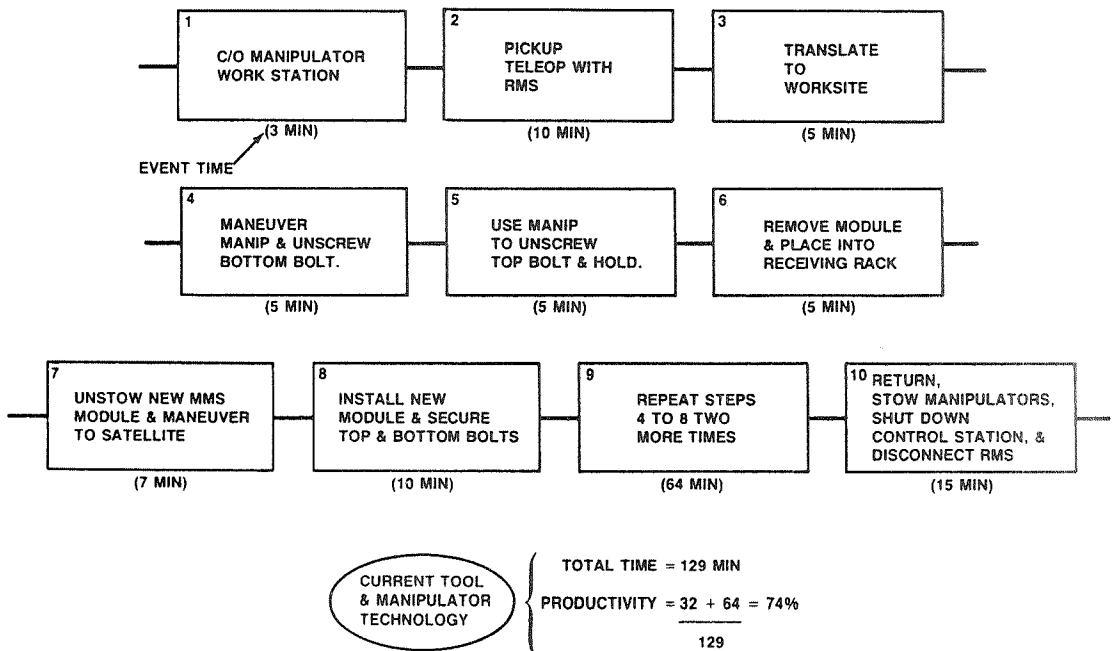 1
C/O MANIPULATOR
WORK STATION
(3 MIN)
EVENT TIME
2
PICKUP
TELEOP WITH
RMS
(10 MIN)
3
TRANSLATE
TO
WORKSITE
(5 MIN)
4
MANEUVER
MANIP & UNSCREW
BOTTOM BOLT.
(5 MIN)
5
USE MANIP
TO UNSCREW
TOP BOLT & HOLD.
(5 MIN)
6
REMOVE MODULE
& PLACE INTO
RECEIVING RACK
(5 MIN)
7
UNSTOW NEW MMS
MODULE & MANEUVER
TO SATELLITE
(7 MIN)
8
INSTALL NEW
MODULE & SECURE
TOP & BOTTOM BOLTS
(10 MIN)
9
REPEAT STEPS
4 TO 8 TWO
MORE TIMES
(64 MIN)
10
RETURN,
STOW MANIPULATORS,
SHUT DOWN
CONTROL STATION, &
DISCONNECT RMS
(15 MIN)
CURRENT TOOL
& MANIPULATOR
TECHNOLOGY
TOTAL TIME = 129 MIN
PRODUCTIVITY = 32 + 64 = 74%
129